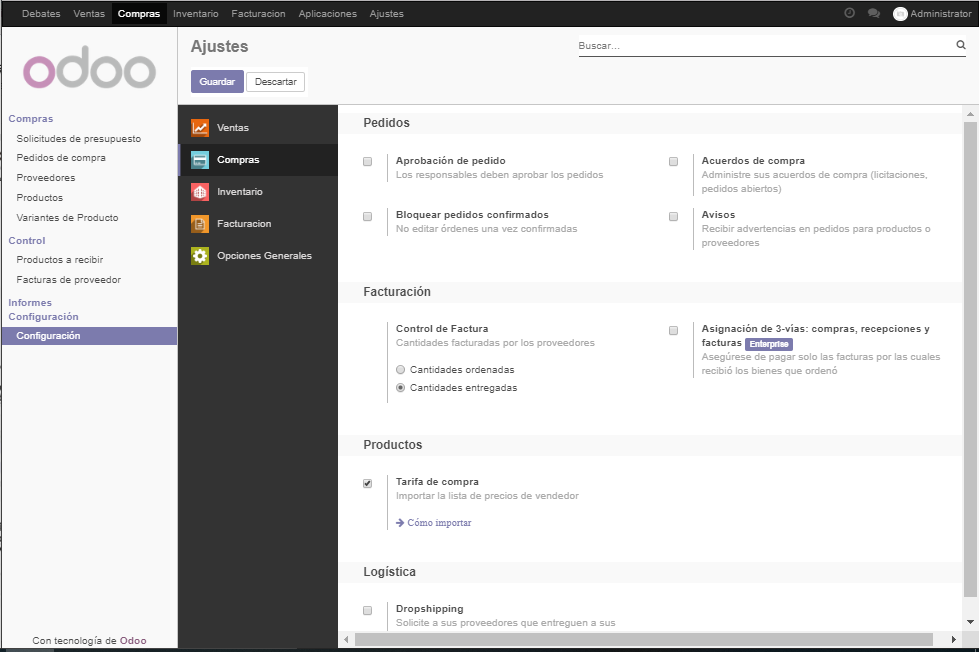 Debates Ventas Compras Inventario Facturacion Aplicaciones Ajustes Administrator
odoo
Ajustes
Buscar...
Guardar Descartar
Compras
Solicitudes de presupuesto
Pedidos de compra
Proveedores
Productos
Variantes de Producto
Control
Productos a recibir
Facturas de proveedor
Informes
Configuración
Configuración
Con tecnología de Odoo
Ventas
Compras
Inventario
Facturacion
Opciones Generales
Pedidos
Aprobación de pedido
Los responsables deben aprobar los pedidos
Acuerdos de compra
Administre sus acuerdos de compra (licitaciones,
pedidos abiertos)
Bloquear pedidos confirmados
No editar órdenes una vez confirmadas
Avisos
Recibir advertencias en pedidos para productos o
proveedores
Facturación
Control de Factura
Cantidades facturadas por los proveedores
Cantidades ordenadas
Cantidades entregadas
Asignación de 3-vías: compras, recepciones y
facturas Enterprise
Asegúrese de pagar solo las facturas por las cuales
recibió los bienes que ordenó
Productos
Tarifa de compra
Importar la lista de precios de vendedor
Cómo importar
Logística
Dropshipping
Solicite a sus proveedores que entreguen a sus